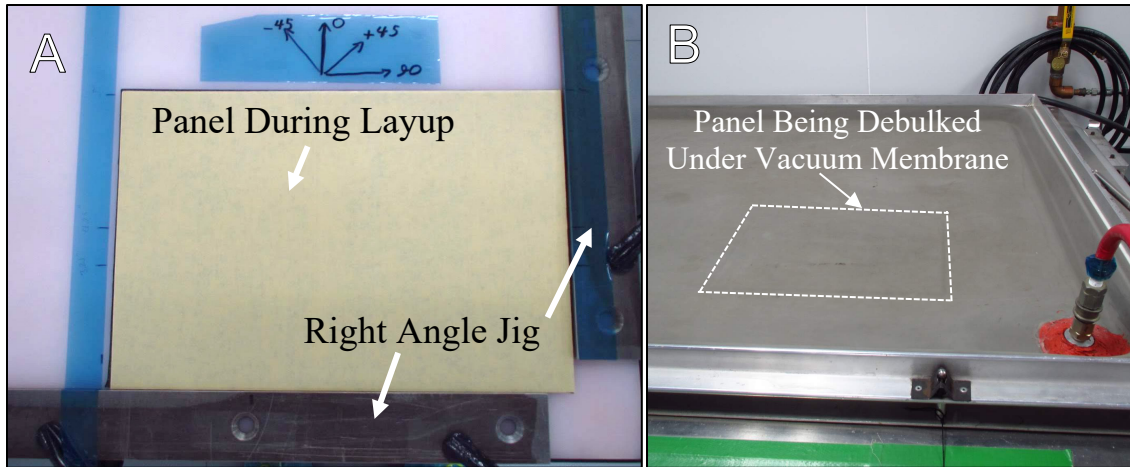 A
-45
0
+45
90
Panel During Layup
Right Angle Jig
B
Panel Being Debulked
Under Vacuum Membrane